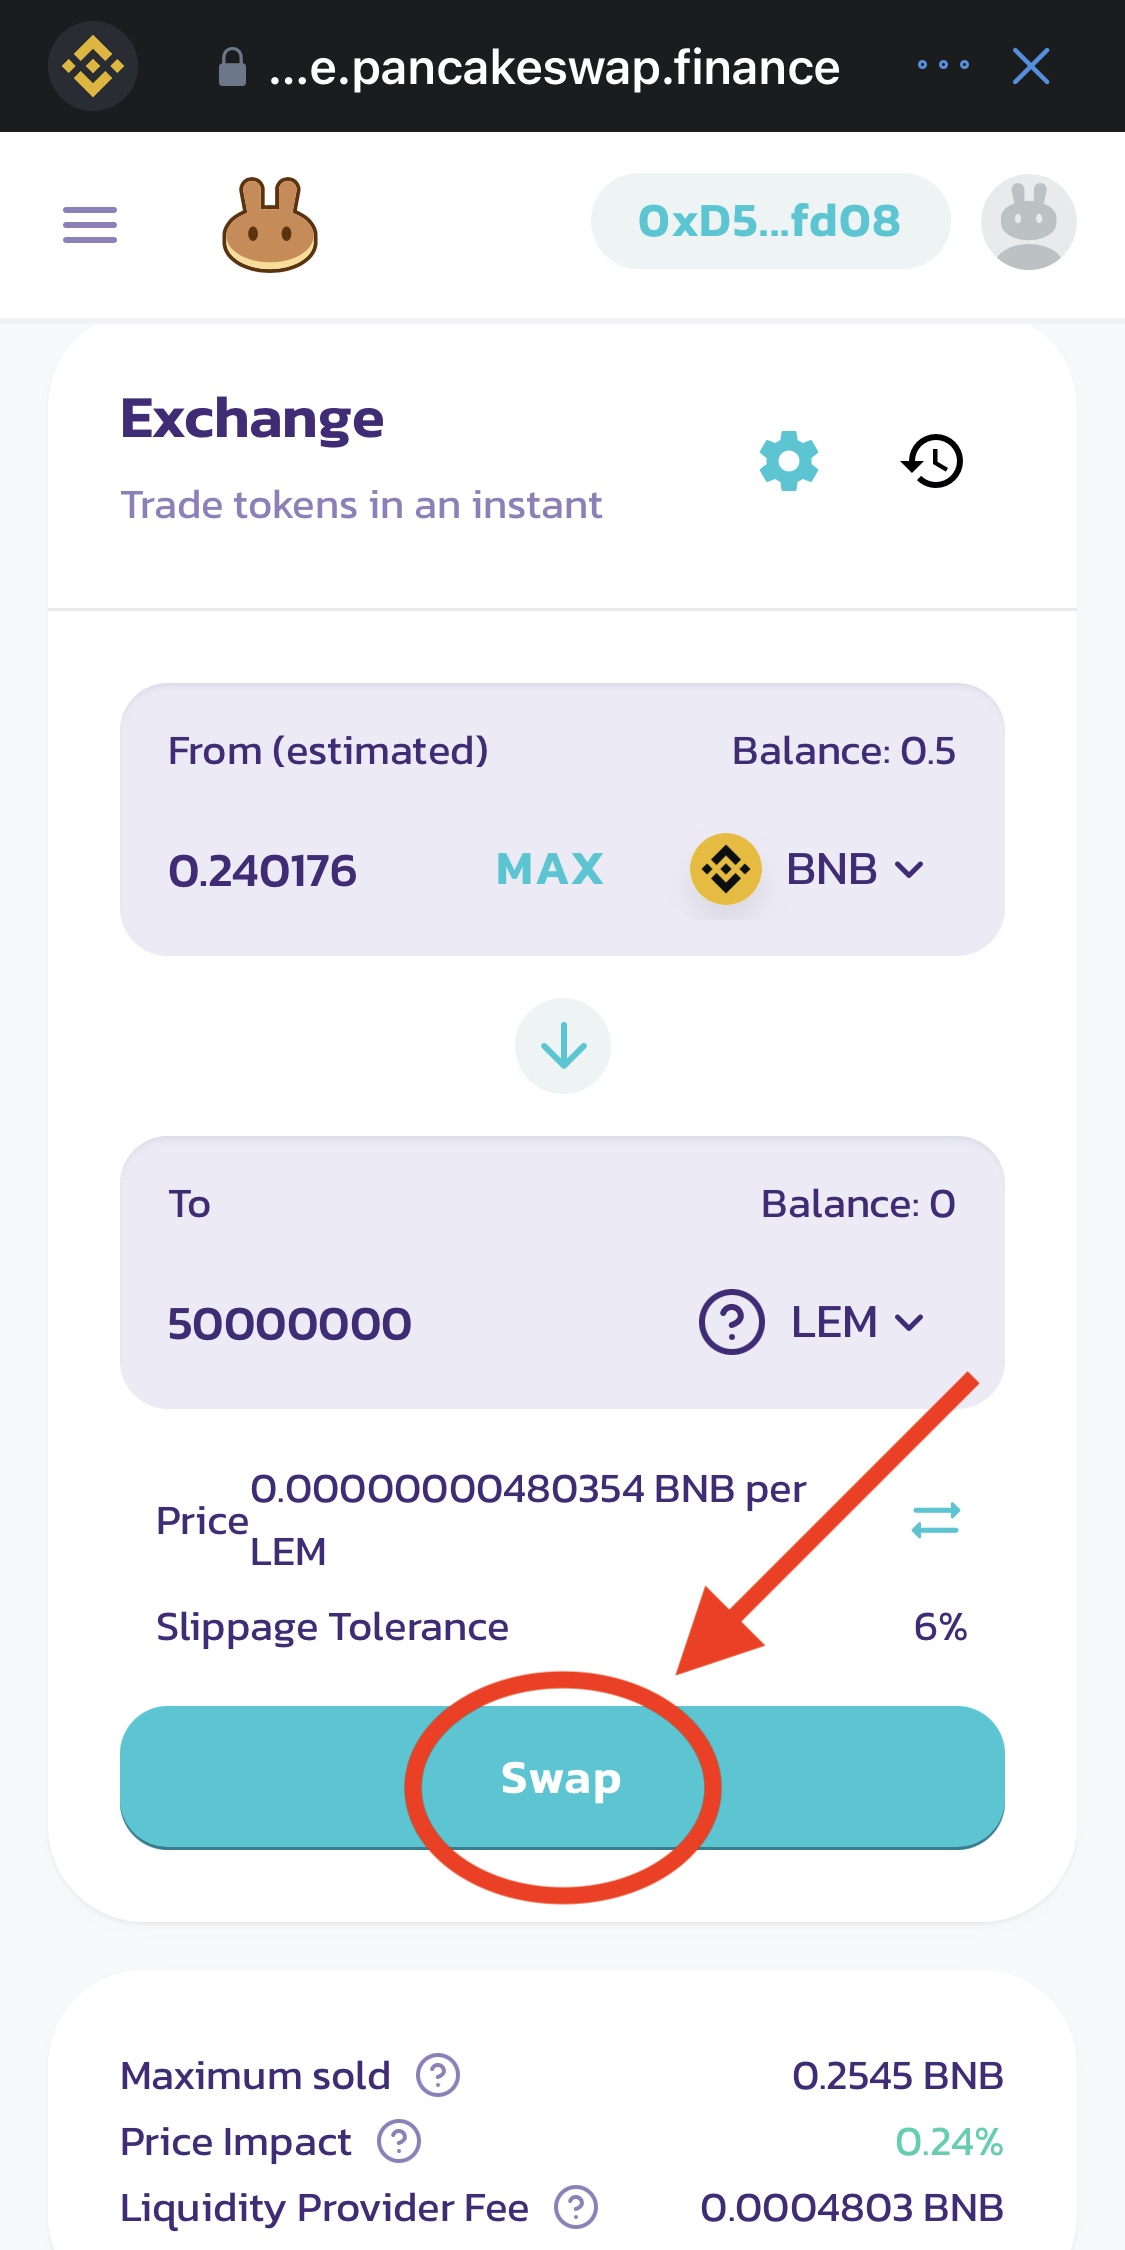 ...e.pancakeswap.finance
0xD5...fd08
Exchange
Trade tokens in an instant
From (estimated) Balance: 0.5
0.240176 MAX BNB
To Balance: 0
50000000 LEM
Price 0.00000000480354 BNB per
LEM
Slippage Tolerance 6%
Swap
Maximum sold ? 0.2545 BNB
Price Impact ? 0.24%
Liquidity Provider Fee ? 0.0004803 BNB